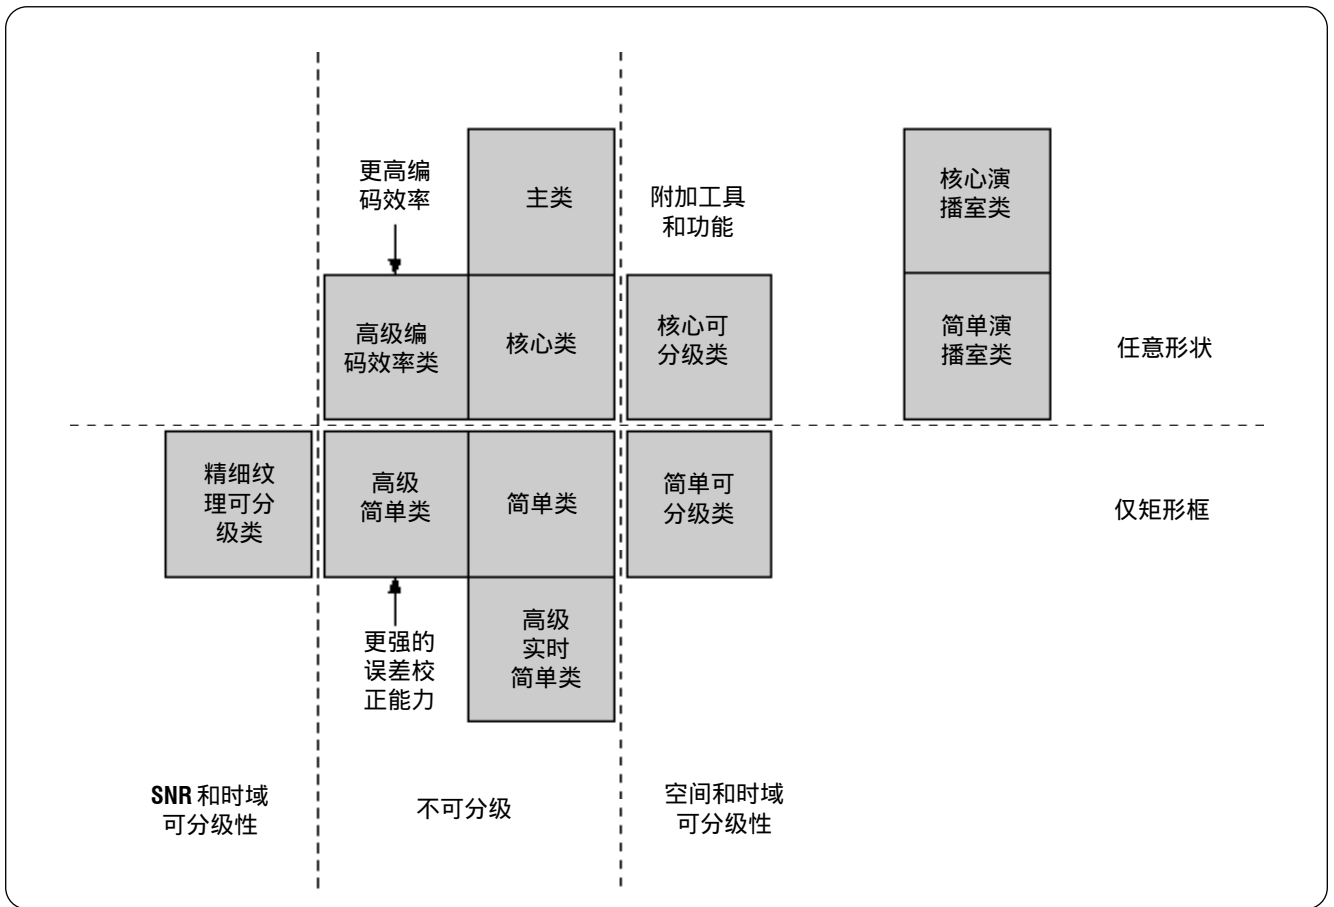 更高编
码效率
主类
附加工具
和功能
核心演
播室类
高级编
码效率类
核心类
核心可
分级类
简单演
播室类
任意形状
精细纹
理可分
级类
高级
简单类
简单类
简单可
分级类
仅矩形框
更强的
误差校
正能力
高级
实时
简单类
SNR 和时域
可分级性
不可分级
空间和时域
可分级性